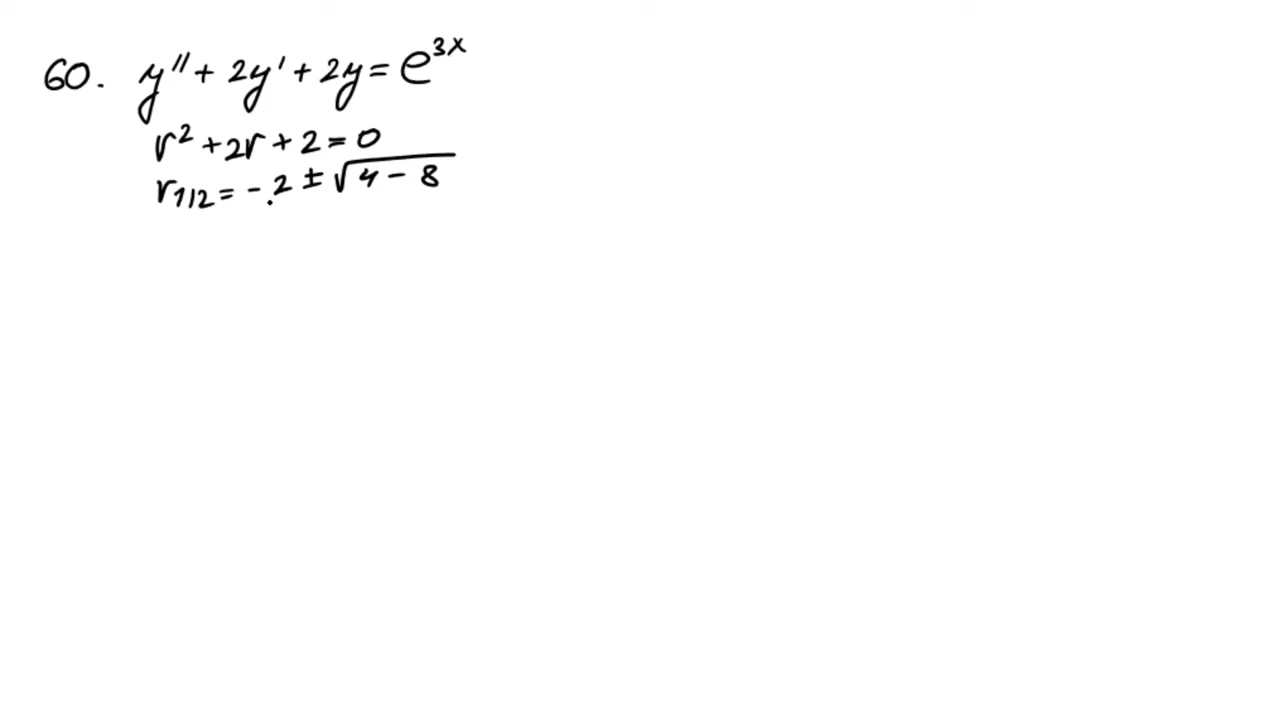 60. y'' + 2y' + 2y = e^{3x}
r² + 2r + 2 = 0
r_{1/2} = -2 ± √(4 - 8)